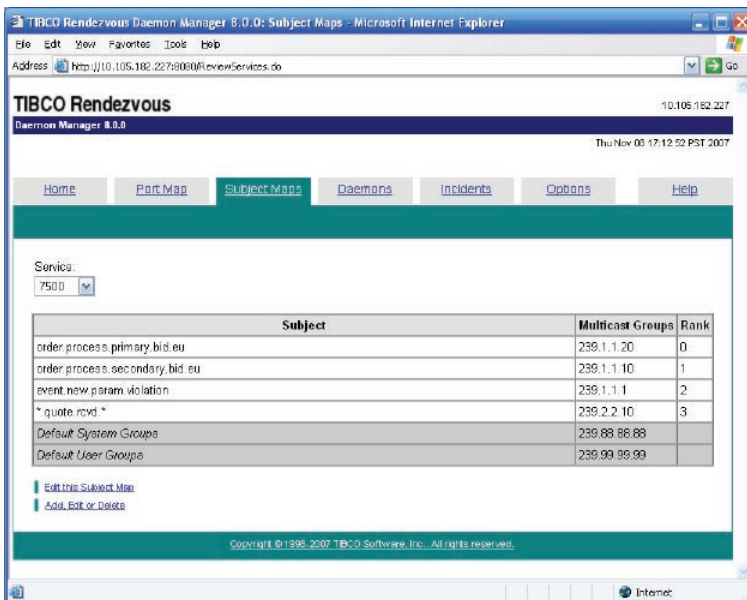 TIBCO Rendezvous Daemon Manager 8.0.0: Subject Maps - Microsoft Internet Explorer
File Edit View Favorites Tools Help
Address http://10.105.182.227:8080/ReviewServices.do Go
TIBCO Rendezvous 10.105.182.227
Daemon Manager 8.0.0
Thu Nov 08 17:12:52 PST 2007
Home Port Map Subject Maps Daemons Incidents Options Help
Service:
7500
Subject Multicast Groups Rank
order.process.primary.bid.eu 239.1.1.20 0
order.process.secondary.bid.eu 239.1.1.10 1
event.new.param.violation 239.1.1.1 2
*.quote.rcvd.* 239.2.2.10 3
Default System Groups 239.88.88.88
Default User Groups 239.99.99.99
Edit this Subject Map
Add, Edit or Delete
Copyright © 1998-2007 TIBCO Software, Inc.. All rights reserved.
Internet